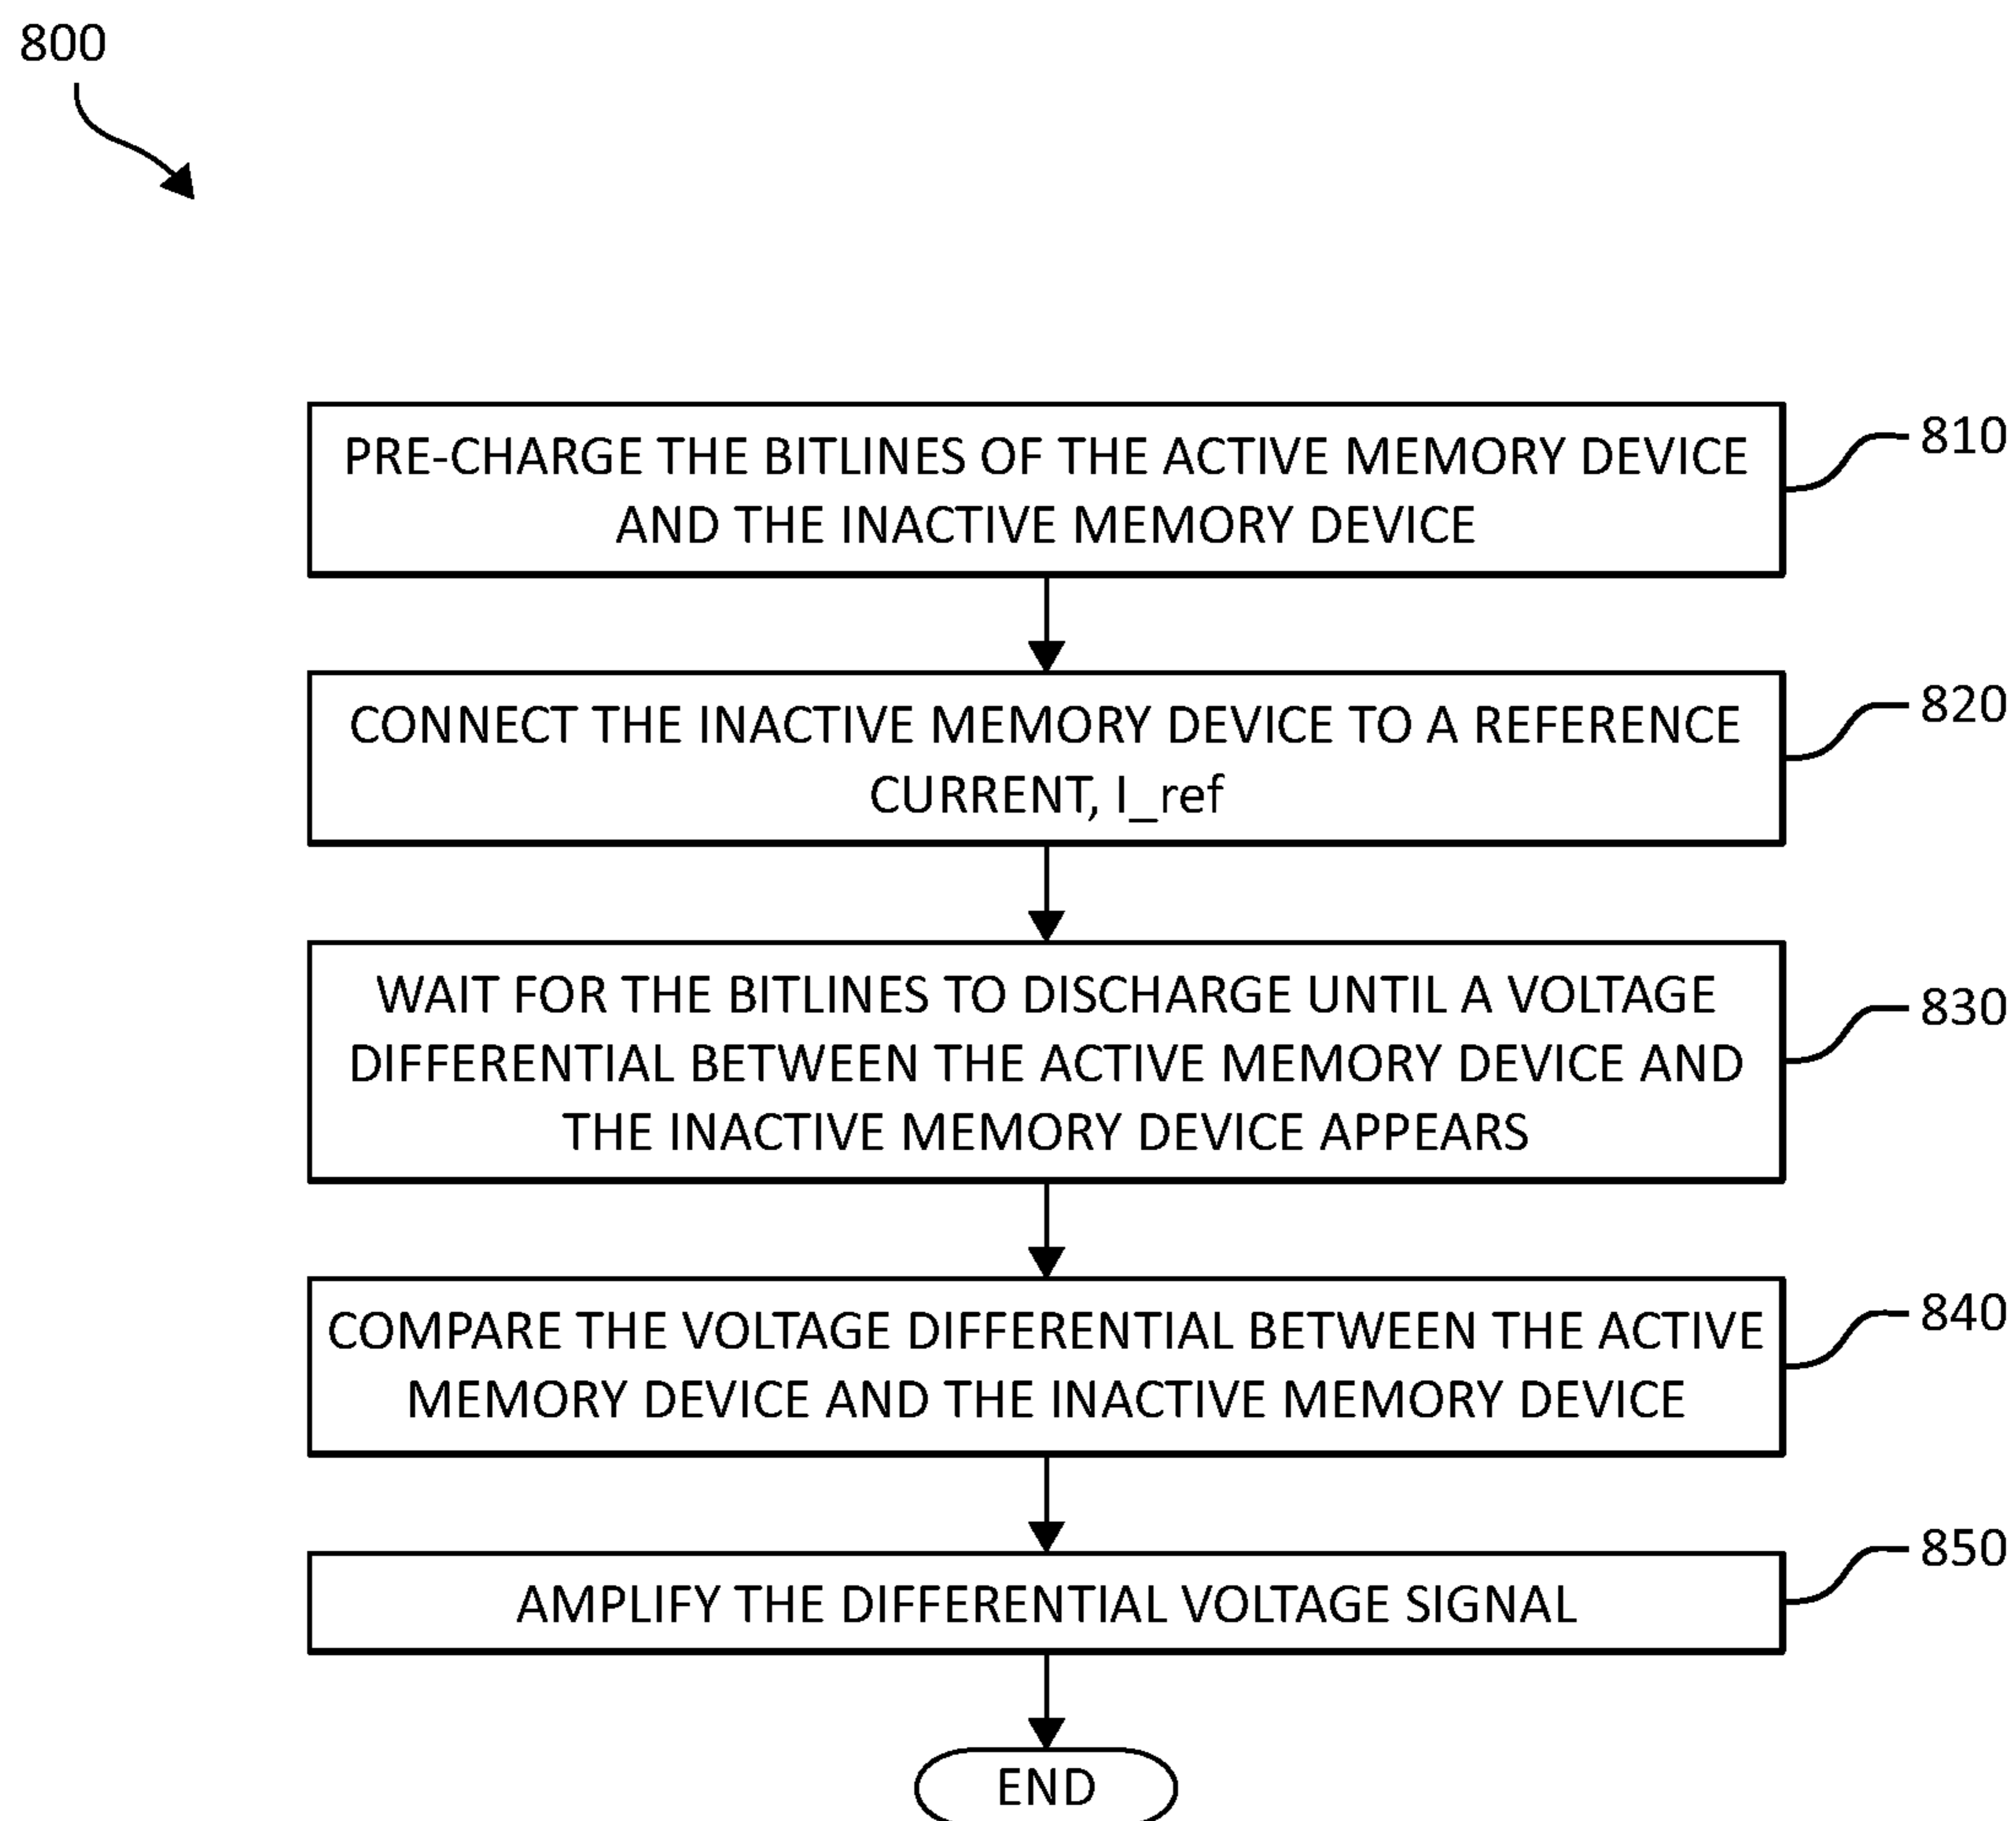 800
PRE-CHARGE THE BITLINES OF THE ACTIVE MEMORY DEVICE
AND THE INACTIVE MEMORY DEVICE
810
CONNECT THE INACTIVE MEMORY DEVICE TO A REFERENCE
CURRENT, I_ref
820
WAIT FOR THE BITLINES TO DISCHARGE UNTIL A VOLTAGE
DIFFERENTIAL BETWEEN THE ACTIVE MEMORY DEVICE AND
THE INACTIVE MEMORY DEVICE APPEARS
830
COMPARE THE VOLTAGE DIFFERENTIAL BETWEEN THE ACTIVE
MEMORY DEVICE AND THE INACTIVE MEMORY DEVICE
840
AMPLIFY THE DIFFERENTIAL VOLTAGE SIGNAL
850
END